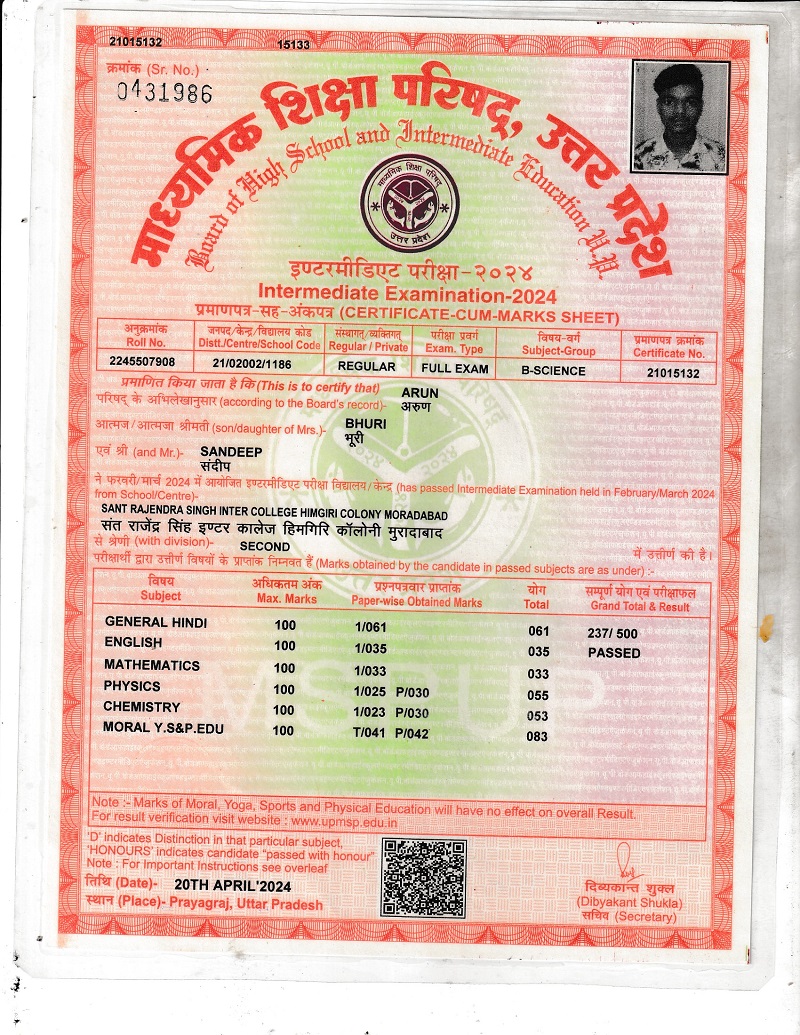 21015132 15133
क्रमांक (Sr. No.)
0431986
माध्यमिक शिक्षा परिषद्, उत्तर प्रदेश
Board of High School and Intermediate Education U.P.
माध्यमिक शिक्षा परिषद्
उत्तर प्रदेश
इण्टरमीडिएट परीक्षा-२०२४
Intermediate Examination-2024
प्रमाणपत्र-सह-अंकपत्र (CERTIFICATE-CUM-MARKS SHEET)
अनुक्रमांक जनपद/केन्द्र/विद्यालय कोड संस्थागत/व्यक्तिगत परीक्षा प्रवर्ग विषय-वर्ग प्रमाणपत्र क्रमांक
Roll No. Distt./Centre/School Code Regular / Private Exam. Type Subject-Group Certificate No.
2245507908 21/02002/1186 REGULAR FULL EXAM B-SCIENCE 21015132
प्रमाणित किया जाता है कि(This is to certify that) ARUN
परिषद् के अभिलेखानुसार (according to the Board's record)- अरुण
आत्मज/आत्मजा श्रीमती (son/daughter of Mrs.)- BHURI
भूरी
एवं श्री (and Mr.)- SANDEEP
संदीप
ने फरवरी/मार्च 2024 में आयोजित इण्टरमीडिएट परीक्षा विद्यालय/केन्द्र (has passed Intermediate Examination held in February/March 2024
from School/Centre)-
SANT RAJENDRA SINGH INTER COLLEGE HIMGIRI COLONY MORADABAD
संत राजेंद्र सिंह इण्टर कालेज हिमगिरि कॉलोनी मुरादाबाद
से श्रेणी (with division)- SECOND में उत्तीर्ण की है।
परीक्षार्थी द्वारा उत्तीर्ण विषयों के प्राप्तांक निम्नवत हैं (Marks obtained by the candidate in passed subjects are as under) :-
विषय अधिकतम अंक प्रश्नपत्रवार प्राप्तांक योग सम्पूर्ण योग एवं परीक्षाफल
Subject Max. Marks Paper-wise Obtained Marks Total Grand Total & Result
GENERAL HINDI 100 1/061 061 237/ 500
ENGLISH 100 1/035 035 PASSED
MATHEMATICS 100 1/033 033
PHYSICS 100 1/025 P/030 055
CHEMISTRY 100 1/023 P/030 053
MORAL Y.S&P.EDU 100 T/041 P/042 083
MSPUP
Note :- Marks of Moral, Yoga, Sports and Physical Education will have no effect on overall Result.
For result verification visit website : www.upmsp.edu.in
'D' indicates Distinction in that particular subject,
'HONOURS' indicates candidate "passed with honour"
Note : For Important Instructions see overleaf
तिथि (Date)- 20TH APRIL'2024
स्थान (Place)- Prayagraj, Uttar Pradesh
दिव्यकान्त शुक्ल
(Dibyakant Shukla)
सचिव (Secretary)